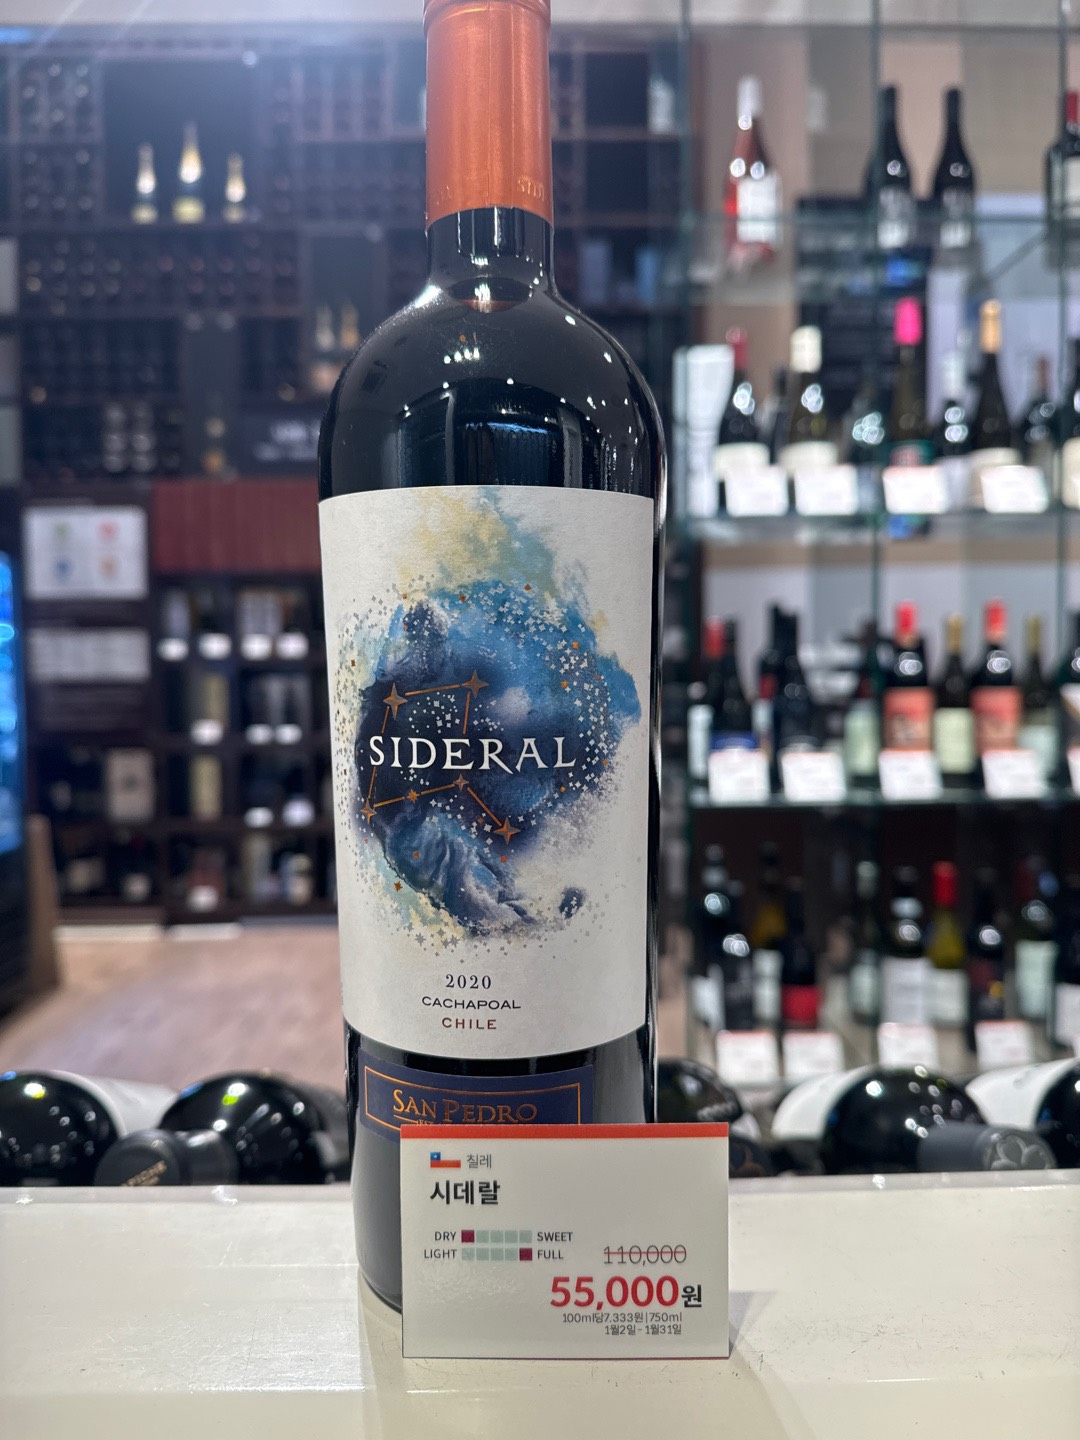 SIDERAL
2020
CACHAPOAL
CHILE
SAN PEDRO
칠레
시데랄
DRY SWEET
LIGHT FULL
110,000
55,000원
100ml당7,333원|750ml
1월2일-1월31일